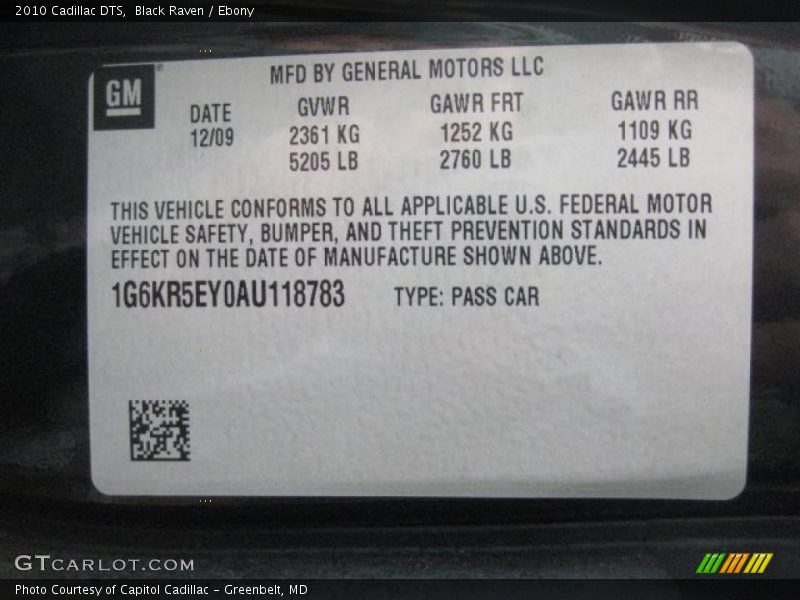 2010 Cadillac DTS, Black Raven / Ebony
GM
MFD BY GENERAL MOTORS LLC
DATE GVWR GAWR FRT GAWR RR
12/09 2361 KG 1252 KG 1109 KG
5205 LB 2760 LB 2445 LB
THIS VEHICLE CONFORMS TO ALL APPLICABLE U.S. FEDERAL MOTOR
VEHICLE SAFETY, BUMPER, AND THEFT PREVENTION STANDARDS IN
EFFECT ON THE DATE OF MANUFACTURE SHOWN ABOVE.
1G6KR5EY0AU118783 TYPE: PASS CAR
GTCARLOT.COM
Photo Courtesy of Capitol Cadillac - Greenbelt, MD